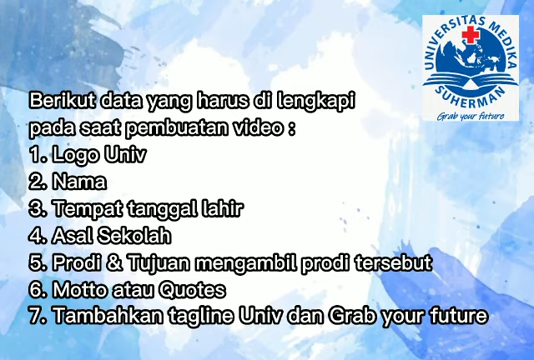 UNIVERSITAS MEDIKA
SUHERMAN
Grab your future
Berikut data yang harus di lengkapi
pada saat pembuatan video :
1. Logo Univ
2. Nama
3. Tempat tanggal lahir
4. Asal Sekolah
5. Prodi & Tujuan mengambil prodi tersebut
6. Motto atau Quotes
7. Tambahkan tagline Univ dan Grab your future